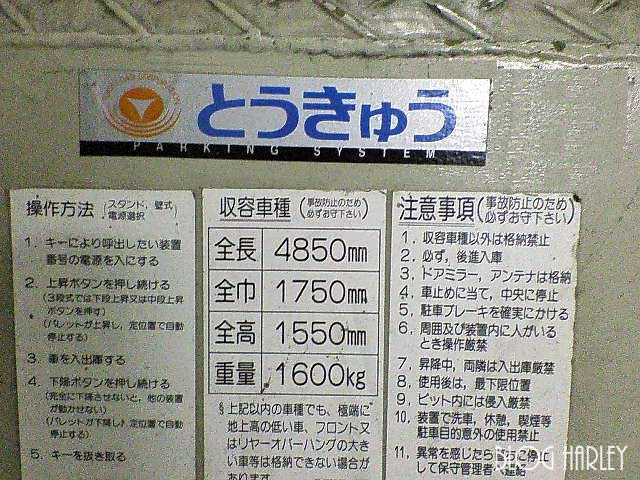 とうきゅう
PARKING SYSTEM
操作方法（スタンド、壁式
電源選択）
1. キーにより呼出したい装置
番号の電源を入にする
2. 上昇ボタンを押し続ける
（3段式では下段上昇又は中段上昇
ボタンを押す）
（パレットが上昇し，定位置で自動
停止する）
3. 車を入出庫する
4. 下降ボタンを押し続ける
（完全に下降させないと，他の装置
が動かせない）
（パレットが下降し，定位置で自動
停止する）
5. キーを抜き取る
収容車種（事故防止のため
必ずお守下さい）
全長 4850mm
全巾 1750mm
全高 1550mm
重量 1600kg
§上記以内の車種でも、極端に
地上高の低い車、フロント又
はリヤーオーバーハングの大き
い車等は格納できない場合が
あります
注意事項（事故防止のため
必ずお守下さい）
1. 収容車種以外は格納禁止
2. 必ず，後進入庫
3. ドアミラー，アンテナは格納
4. 車止めに当て，中央に停止
5. 駐車ブレーキを確実にかける
6. 周囲及び装置内に人がいる
とき操作厳禁
7. 昇降中，両隣は入出庫厳禁
8. 使用後は，最下限位置
9. ピット内には侵入厳禁
10. 装置で洗車，休憩，喫煙等
駐車目的意外の使用禁止
11. 異常を感じたら
して保守管理者へ連絡
BLOG HARLEY